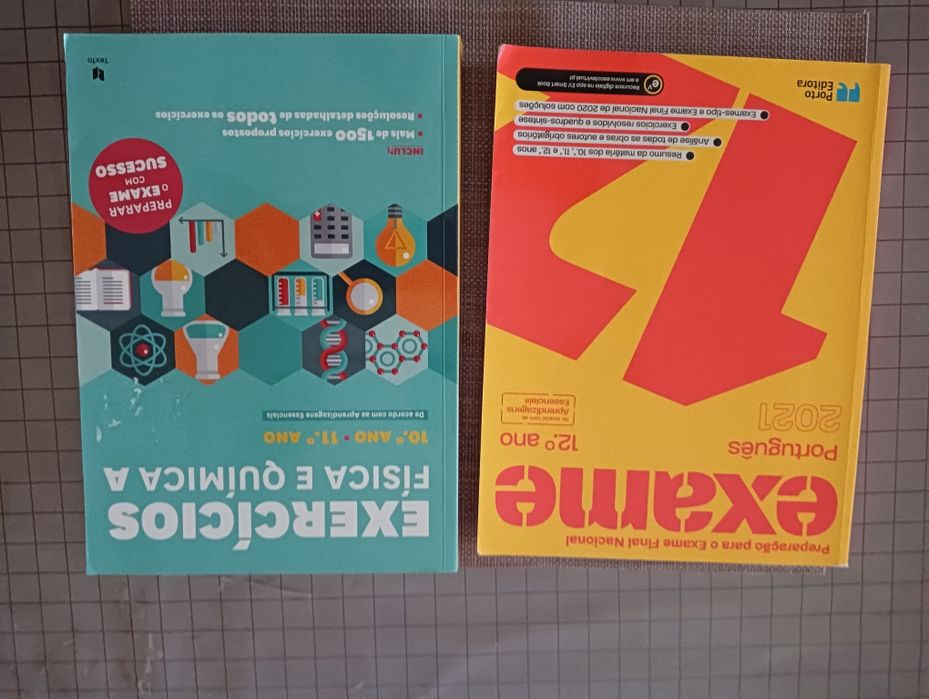 Preparação para o Exame Final Nacional
exame
Português
12.º ano
2021
de acordo com as
Aprendizagens
Essenciais
12
Resumo da matéria dos 10.º, 11.º e 12.º anos
Análise de todas as obras e autores obrigatórios
Exercícios resolvidos e quadros-síntese
Exames-tipo e Exame Final Nacional de 2020 com soluções
Porto
Editora
Recursos digitais na app EV Smart Book
e em www.escolavirtual.pt
EXERCÍCIOS
FÍSICA E QUÍMICA A
10.º ANO ▪ 11.º ANO
De acordo com as Aprendizagens Essenciais
PREPARAR
O EXAME
COM
SUCESSO
INCLUI:
▪ Mais de 1500 exercícios propostos
▪ Resoluções detalhadas de todos os exercícios
Texto